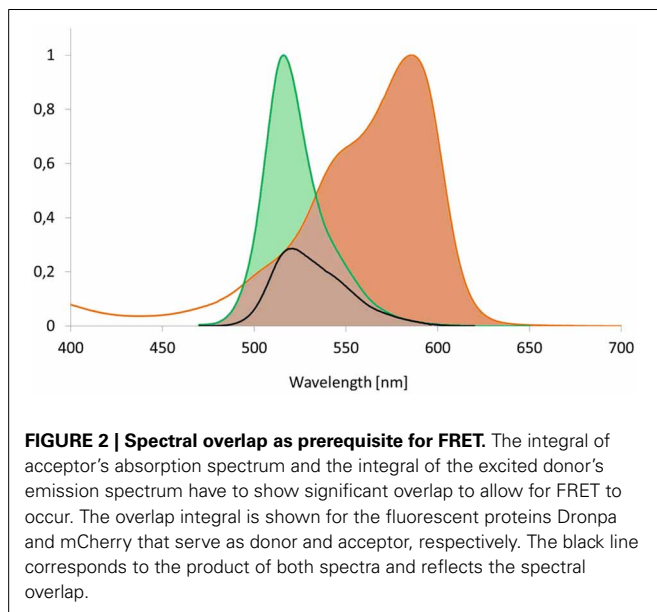 1
0,8
0,6
0,4
0,2
0
400 450 500 550 600 650 700
Wavelength [nm]
FIGURE 2 | Spectral overlap as prerequisite for FRET. The integral of
acceptor's absorption spectrum and the integral of the excited donor's
emission spectrum have to show significant overlap to allow for FRET to
occur. The overlap integral is shown for the fluorescent proteins Dronpa
and mCherry that serve as donor and acceptor, respectively. The black line
corresponds to the product of both spectra and reflects the spectral
overlap.